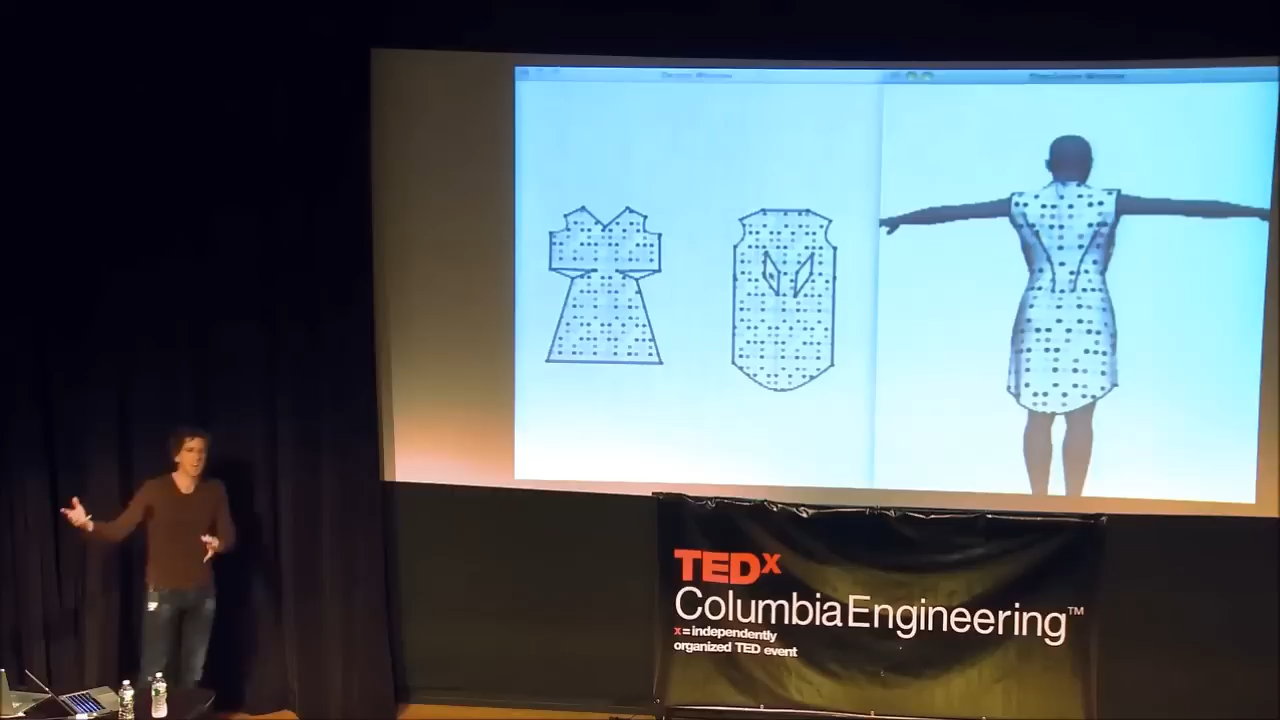 TEDx
ColumbiaEngineering™
x = independently
organized TED event